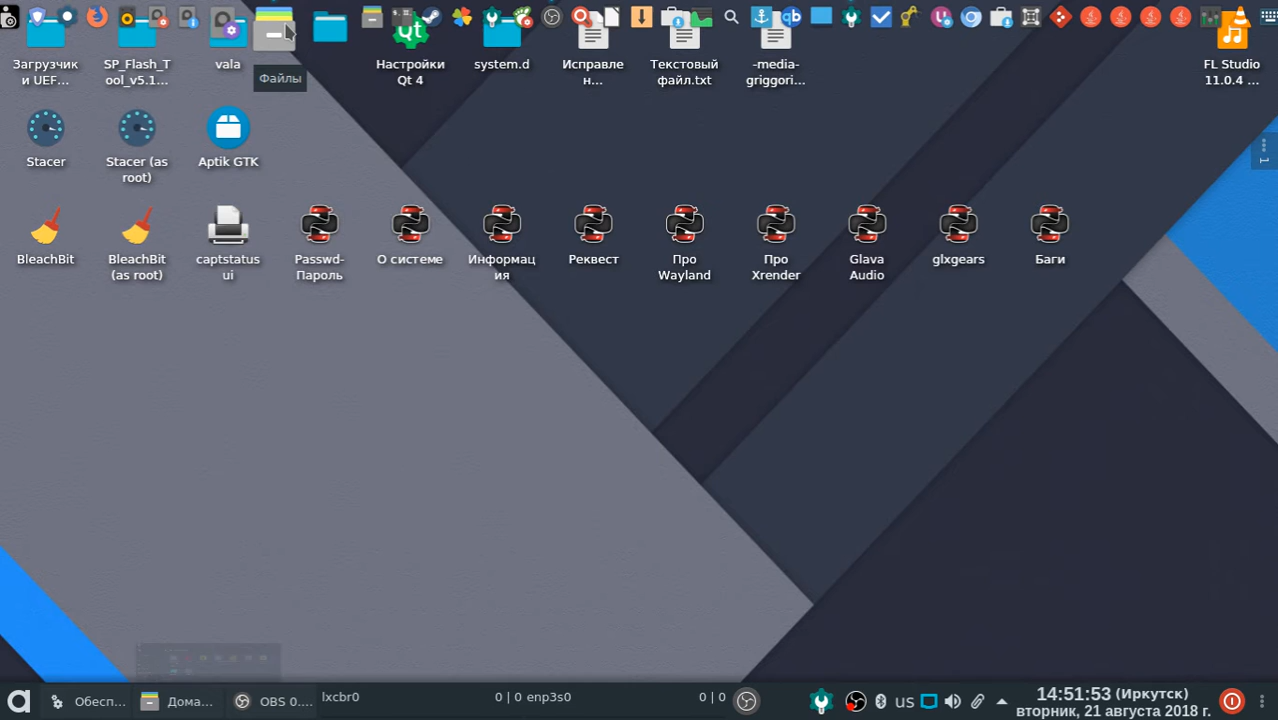 Загрузчик
и UEF...
SP_Flash_T
ool_v5.1...
vala
Файлы
Настройки
Qt 4
system.d
Исправлен
н...
Текстовый
файл.txt
-media-
griggori...
FL Studio
11.0.4 ...
Stacer
Stacer (as
root)
Aptik GTK
1
BleachBit
BleachBit
(as root)
captstatus
ui
Passwd-
Пароль
О системе
Информац
ия
Реквест
Про
Wayland
Про
Xrender
Glava
Audio
glxgears
Баги
Обесп...
Дома...
OBS 0....
lxcbr0
0 | 0 enp3s0
0 | 0
us
14:51:53 (Иркутск)
вторник, 21 августа 2018 г.